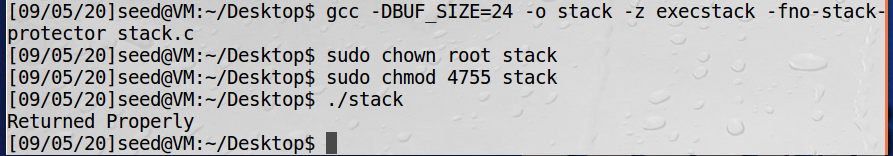 [09/05/20]seed@VM:~/Desktop$ gcc -DBUF_SIZE=24 -o stack -z execstack -fno-stack-
protector stack.c
[09/05/20]seed@VM:~/Desktop$ sudo chown root stack
[09/05/20]seed@VM:~/Desktop$ sudo chmod 4755 stack
[09/05/20]seed@VM:~/Desktop$ ./stack
Returned Properly
[09/05/20]seed@VM:~/Desktop$